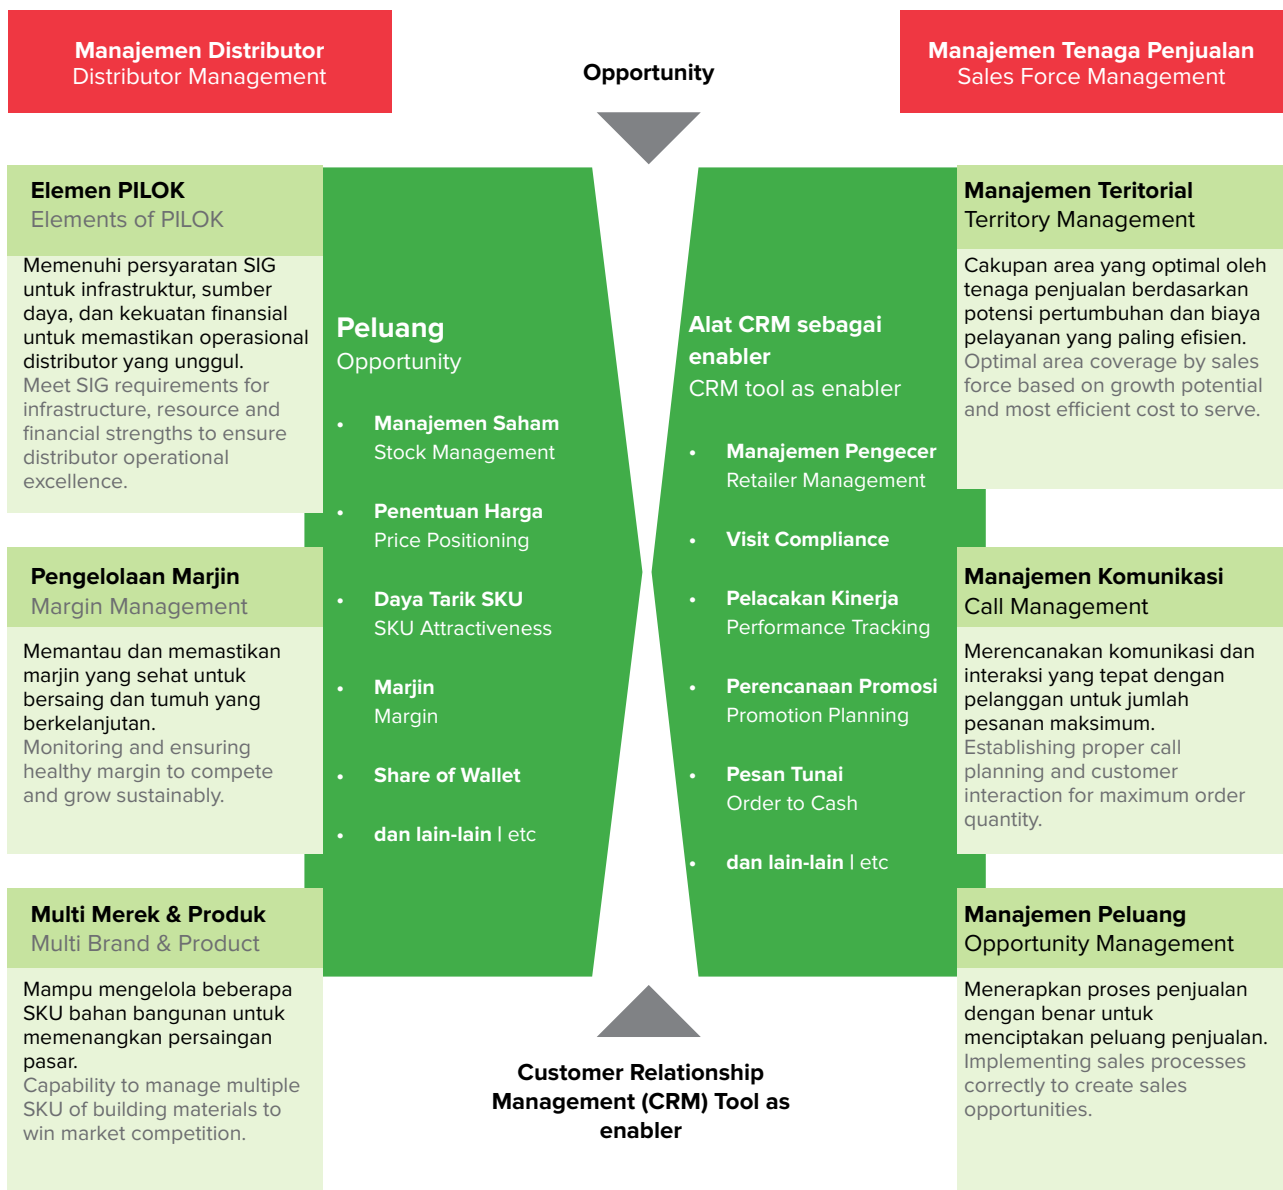 Manajemen Distributor
Distributor Management
Opportunity
Manajemen Tenaga Penjualan
Sales Force Management
Elemen PILOK
Elements of PILOK
Memenuhi persyaratan SIG
untuk infrastruktur, sumber
daya, dan kekuatan finansial
untuk memastikan operasional
distributor yang unggul.
Meet SIG requirements for
infrastructure, resource and
financial strengths to ensure
distributor operational
excellence.
Pengelolaan Marjin
Margin Management
Memantau dan memastikan
marjin yang sehat untuk
bersaing dan tumuh yang
berkelanjutan.
Monitoring and ensuring
healthy margin to compete
and grow sustainably.
Multi Merek & Produk
Multi Brand & Product
Mampu mengelola beberapa
SKU bahan bangunan untuk
memenangkan persaingan
pasar.
Capability to manage multiple
SKU of building materials to
win market competition.
Peluang
Opportunity
• Manajemen Saham
Stock Management
• Penentuan Harga
Price Positioning
• Daya Tarik SKU
SKU Attractiveness
• Marjin
Margin
• Share of Wallet
• dan lain-lain | etc
Alat CRM sebagai
enabler
CRM tool as enabler
• Manajemen Pengecer
Retailer Management
• Visit Compliance
• Pelacakan Kinerja
Performance Tracking
• Perencanaan Promosi
Promotion Planning
• Pesan Tunai
Order to Cash
• dan lain-lain | etc
Manajemen Teritorial
Territory Management
Cakupan area yang optimal oleh
tenaga penjualan berdasarkan
potensi pertumbuhan dan biaya
pelayanan yang paling efisien.
Optimal area coverage by sales
force based on growth potential
and most efficient cost to serve.
Manajemen Komunikasi
Call Management
Merencanakan komunikasi dan
interaksi yang tepat dengan
pelanggan untuk jumlah
pesanan maksimum.
Establishing proper call
planning and customer
interaction for maximum order
quantity.
Manajemen Peluang
Opportunity Management
Menerapkan proses penjualan
dengan benar untuk
menciptakan peluang penjualan.
Implementing sales processes
correctly to create sales
opportunities.
Customer Relationship
Management (CRM) Tool as
enabler